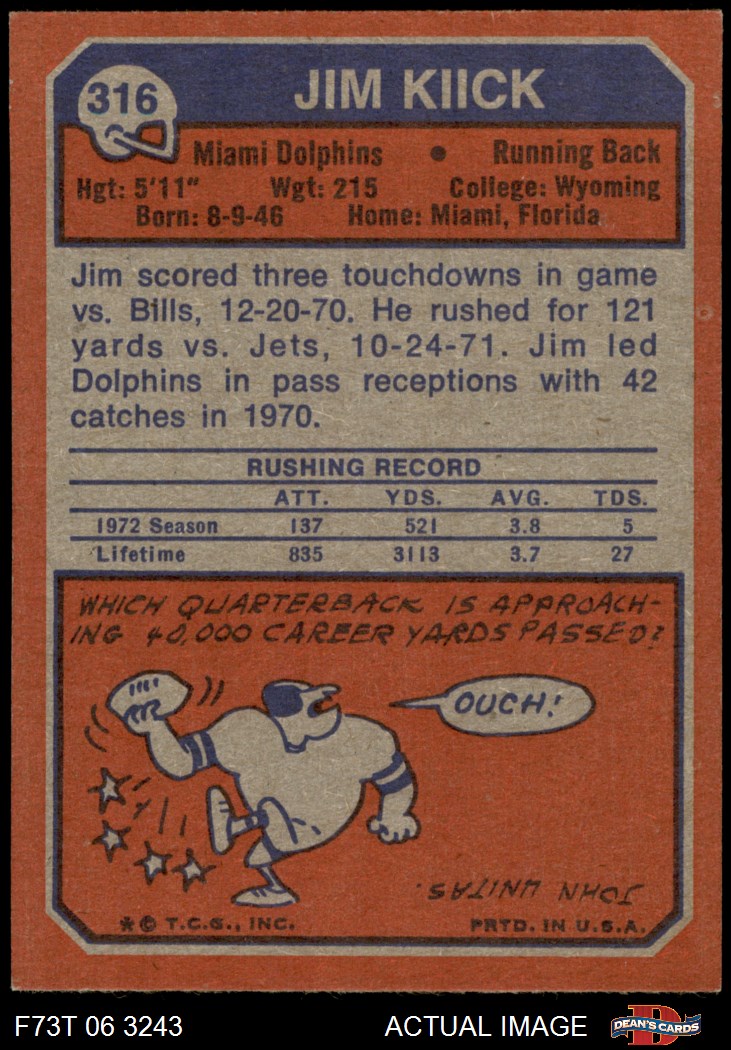 316
JIM KIICK
Miami Dolphins • Running Back
Hgt: 5'11" Wgt: 215 College: Wyoming
Born: 8-9-46 Home: Miami, Florida
Jim scored three touchdowns in game
vs. Bills, 12-20-70. He rushed for 121
yards vs. Jets, 10-24-71. Jim led
Dolphins in pass receptions with 42
catches in 1970.
RUSHING RECORD
ATT. YDS. AVG. TDS.
1972 Season 137 521 3.8 5
Lifetime 835 3113 3.7 27
WHICH QUARTERBACK IS APPROACH-
ING 40,000 CAREER YARDS PASSED?
OUCH!
JOHN UNITAS.
* © T.C.G., INC. PRTD. IN U.S.A.
F73T 06 3243 ACTUAL IMAGE DEAN'S CARDS